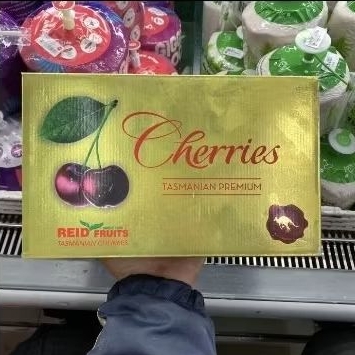 Cherries
TASMANIAN PREMIUM
REID FRUITS
TASMANIAN CHERRIES